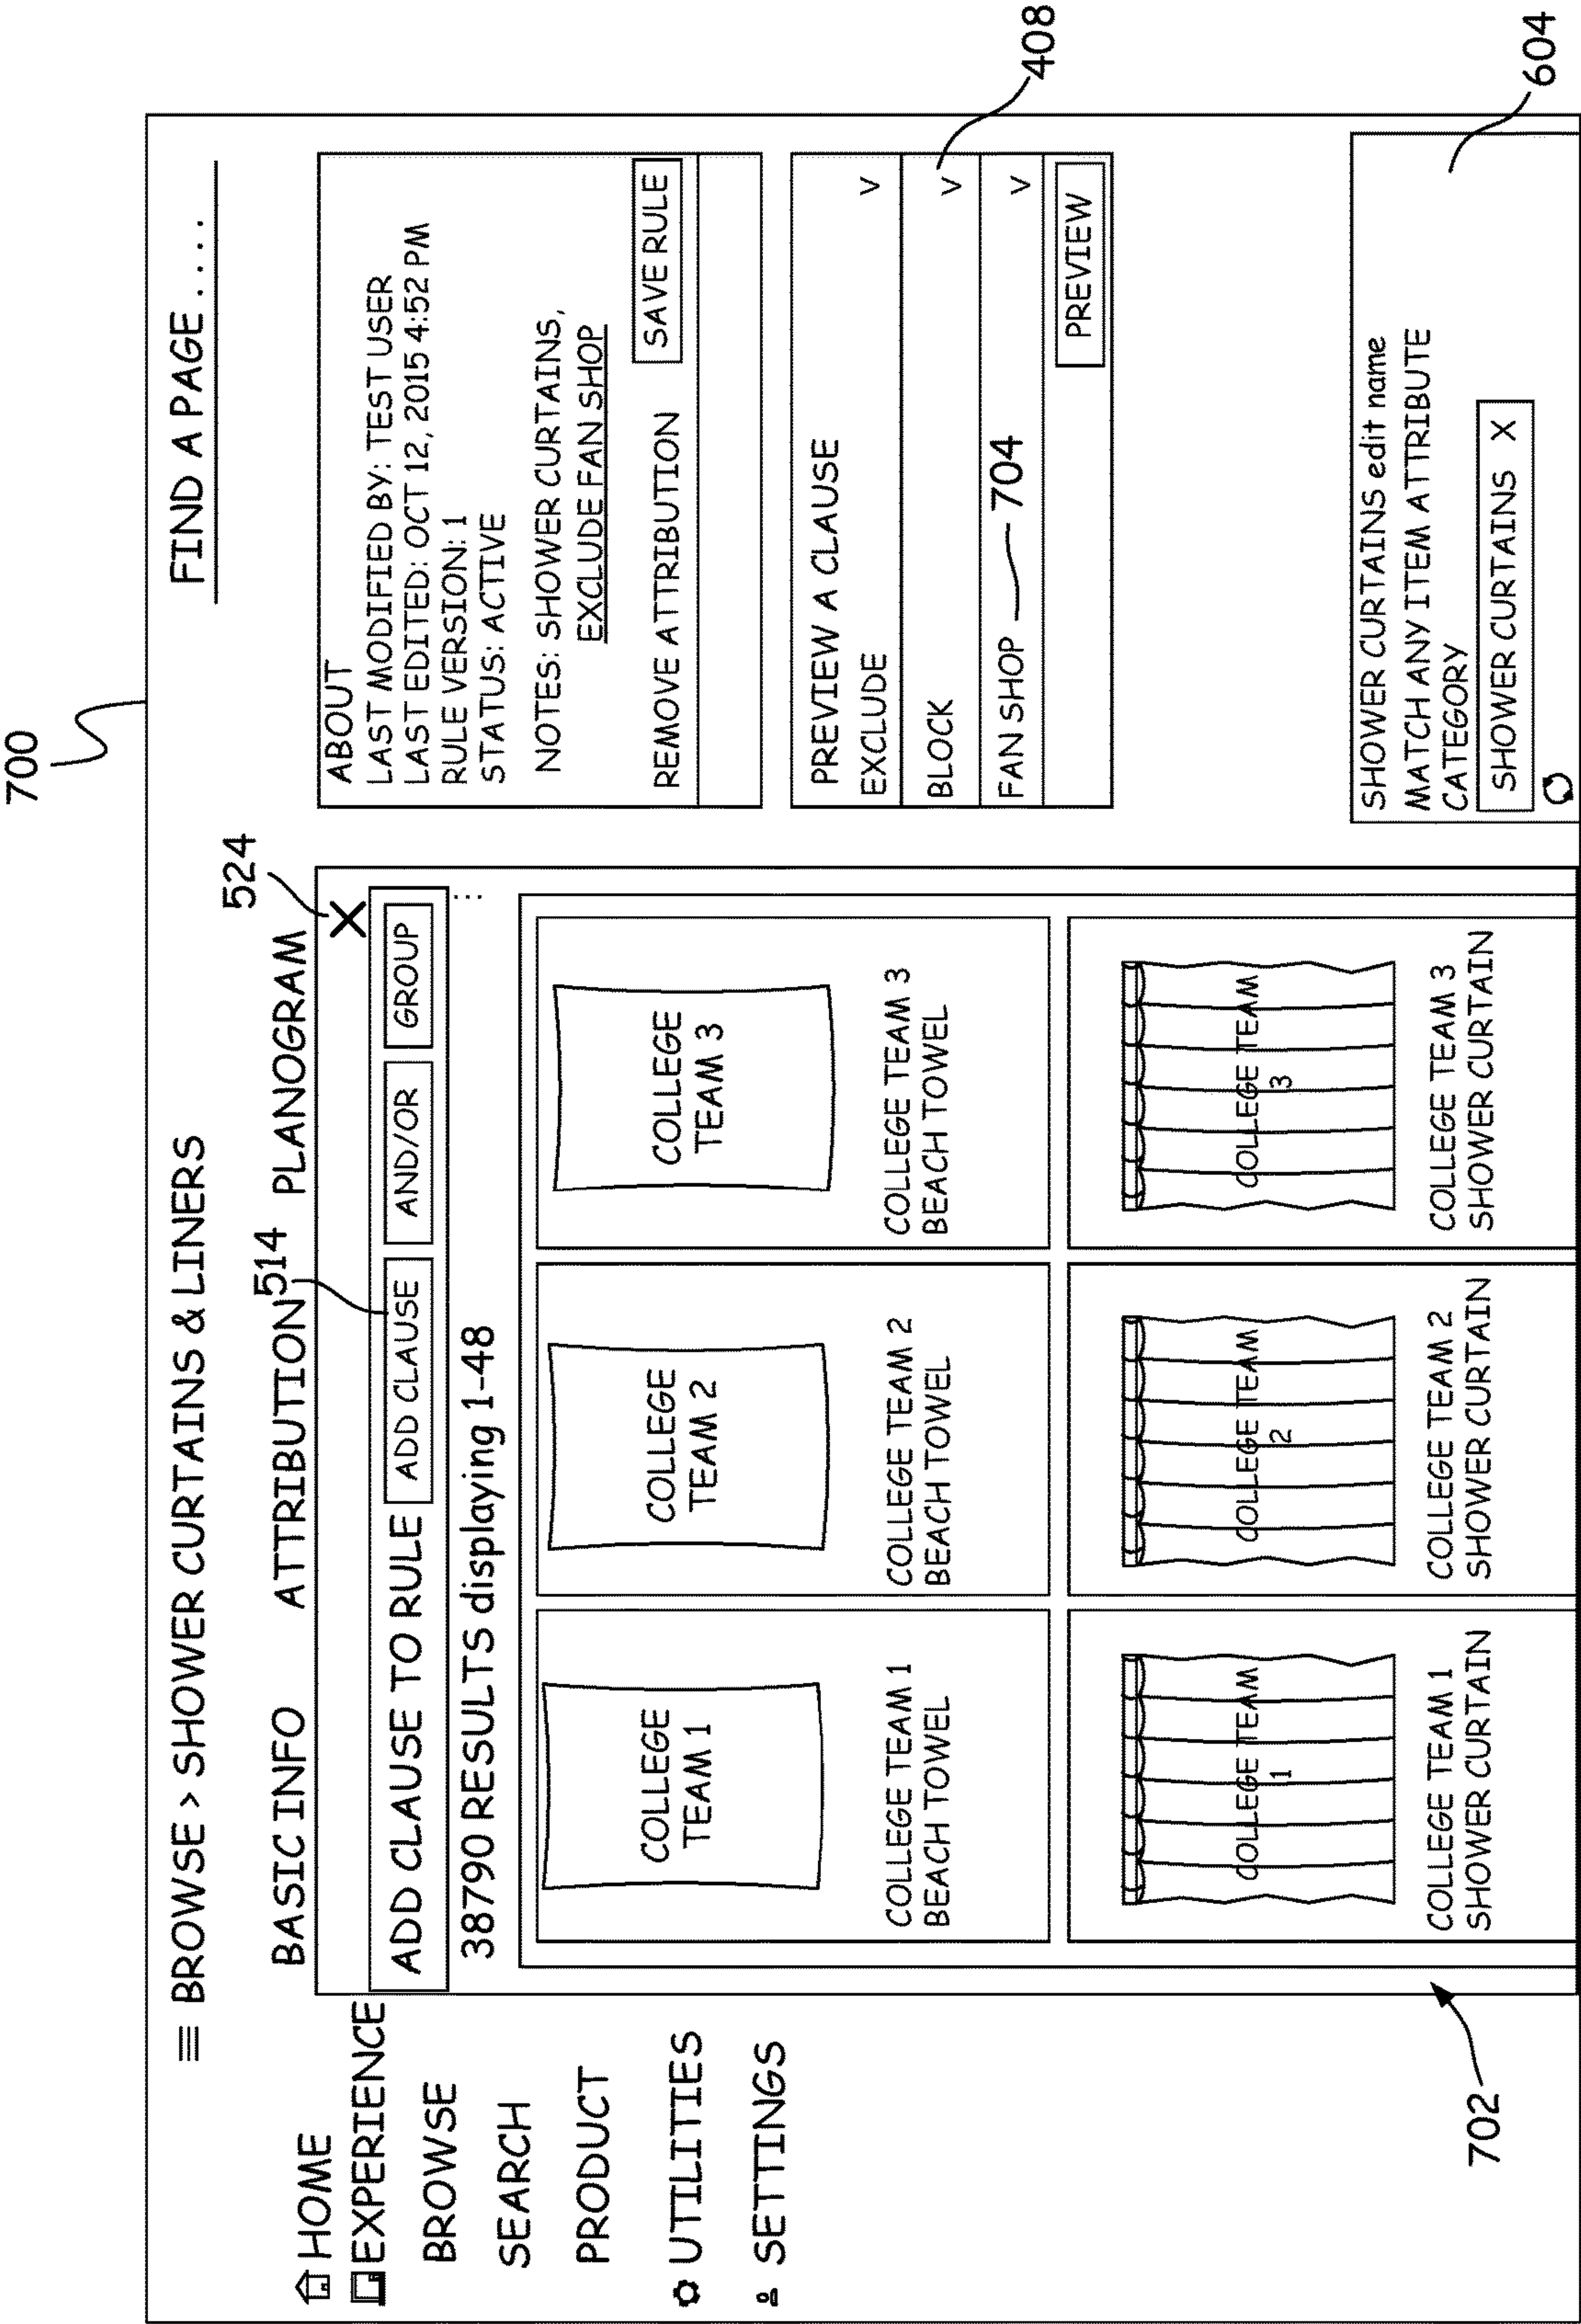 700
≡ BROWSE > SHOWER CURTAINS & LINERS
FIND A PAGE ....
BASIC INFO ATTRIBUTION PLANOGRAM
514
524
HOME
EXPERIENCE
BROWSE
SEARCH
PRODUCT
UTILITIES
SETTINGS
X
ADD CLAUSE TO RULE ADD CLAUSE AND/OR GROUP
...
38790 RESULTS displaying 1-48
COLLEGE
TEAM 1
COLLEGE TEAM 1
BEACH TOWEL
COLLEGE
TEAM 2
COLLEGE TEAM 2
BEACH TOWEL
COLLEGE
TEAM 3
COLLEGE TEAM 3
BEACH TOWEL
COLLEGE TEAM
1
COLLEGE TEAM 1
SHOWER CURTAIN
COLLEGE TEAM
2
COLLEGE TEAM 2
SHOWER CURTAIN
COLLEGE TEAM
3
COLLEGE TEAM 3
SHOWER CURTAIN
702
ABOUT
LAST MODIFIED BY: TEST USER
LAST EDITED: OCT 12, 2015 4:52 PM
RULE VERSION: 1
STATUS: ACTIVE
NOTES: SHOWER CURTAINS,
EXCLUDE FAN SHOP
REMOVE ATTRIBUTION SAVE RULE
PREVIEW A CLAUSE
EXCLUDE V
BLOCK V
408
FAN SHOP 704 V
PREVIEW
SHOWER CURTAINS edit name
MATCH ANY ITEM ATTRIBUTE
CATEGORY
SHOWER CURTAINS X
604